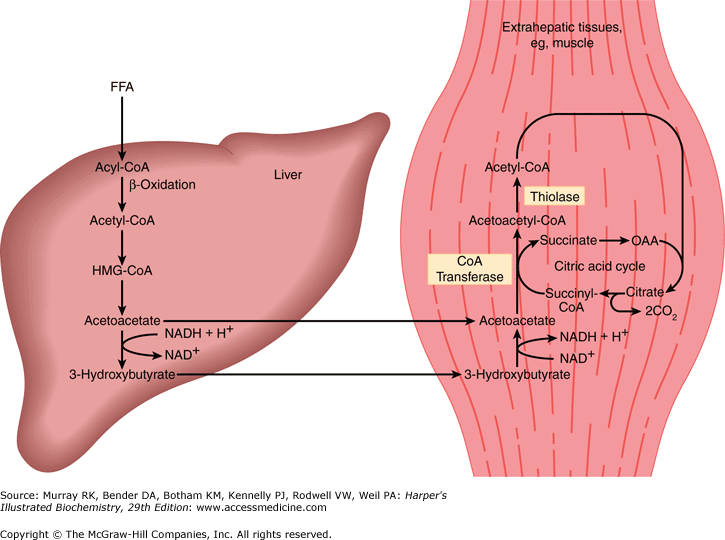 Extrahepatic tissues,
eg, muscle
FFA
Acyl-CoA
β-Oxidation
Liver
Acetyl-CoA
HMG-CoA
Acetoacetate
NADH + H+
NAD+
3-Hydroxybutyrate
Acetyl-CoA
Thiolase
Acetoacetyl-CoA
Succinate
OAA
CoA
Transferase
Citric acid cycle
Succinyl-
CoA
Citrate
2CO2
Acetoacetate
NADH + H+
NAD+
3-Hydroxybutyrate
Source: Murray RK, Bender DA, Botham KM, Kennelly PJ, Rodwell VW, Weil PA: Harper's
Illustrated Biochemistry, 29th Edition: www.accessmedicine.com
Copyright © The McGraw-Hill Companies, Inc. All rights reserved.